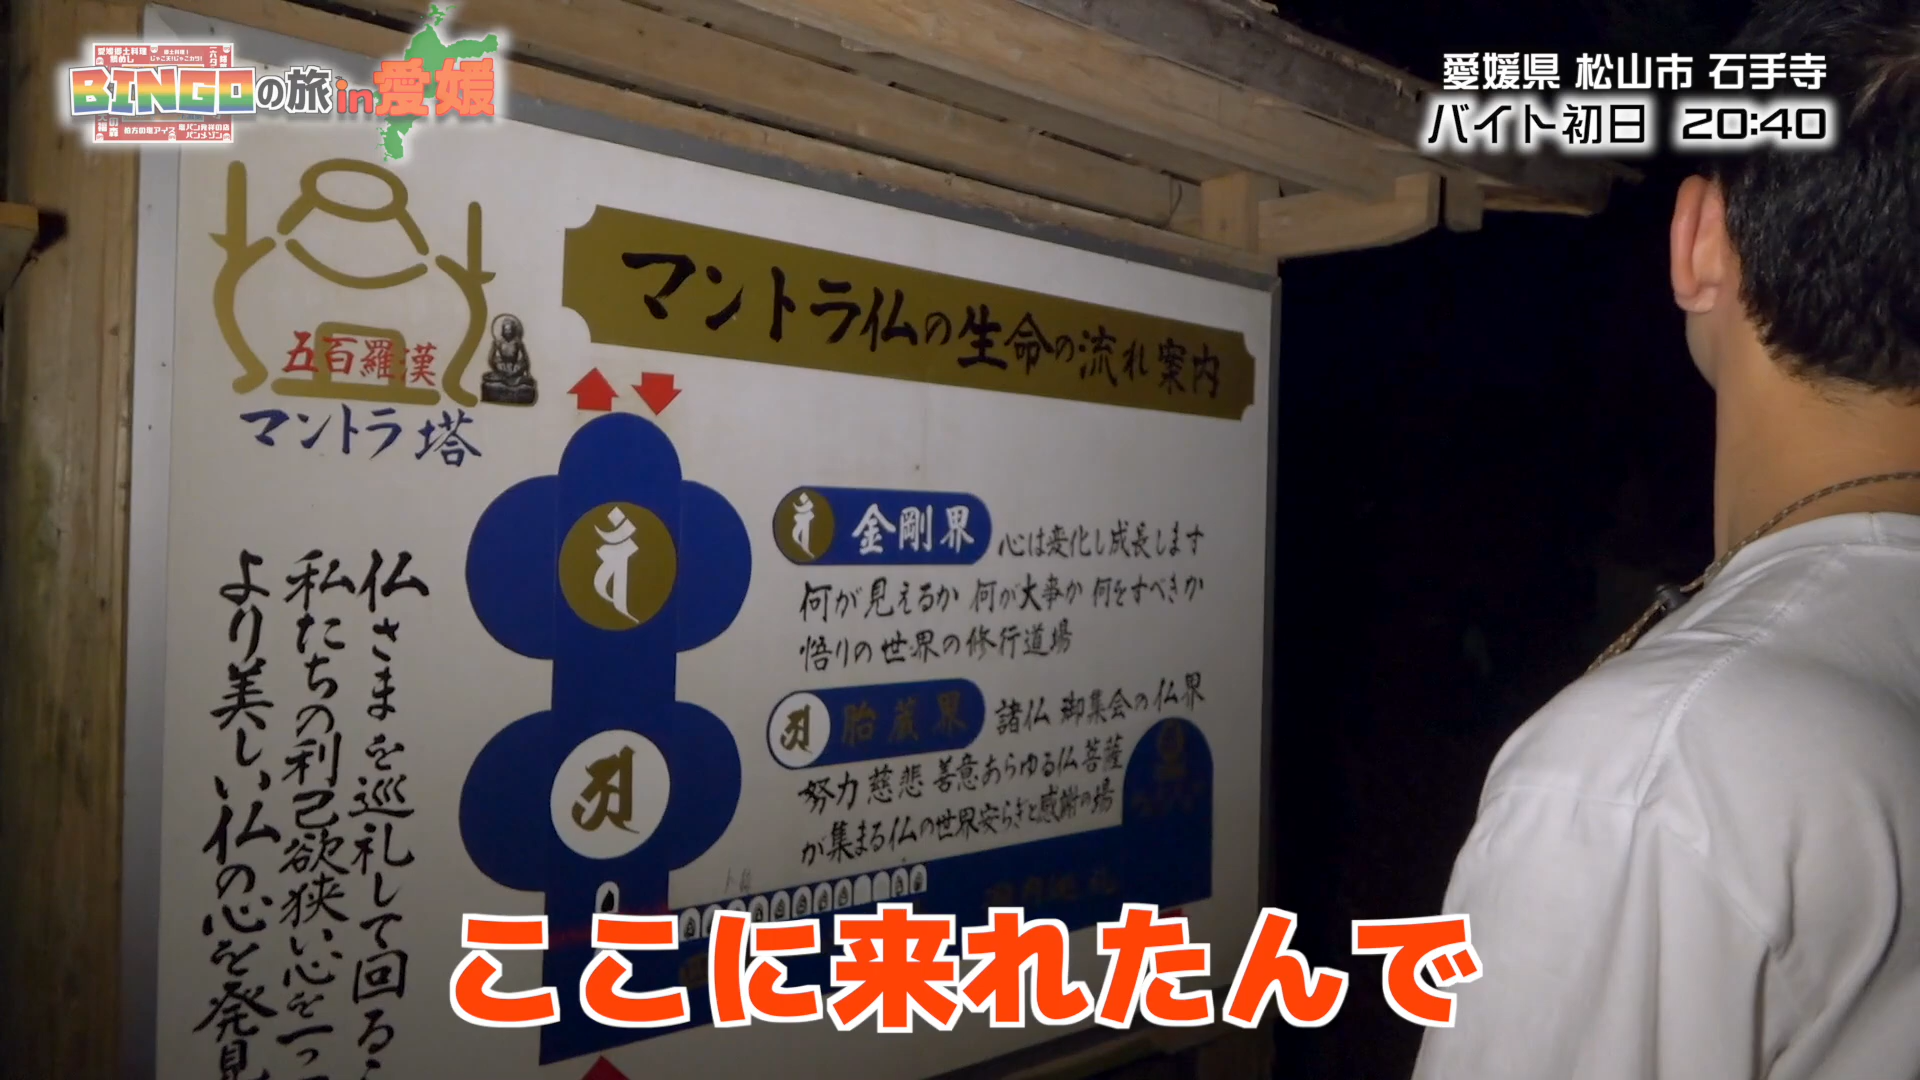 BINGOの旅in愛媛
愛媛県 松山市 石手寺
バイト初日 20:40
マントラ仏の生命の流れ案内
五百羅漢
マントラ塔
金剛界 心は変化し成長します
何が見えるか 何が大事か 何をすべきか
悟りの世界の修行道場
胎蔵界 諸仏 御集会の仏界
努力 慈悲 善意あらゆる仏菩薩
が集まる仏の世界安らぎと感謝の場
仏さまを巡礼して回る
私たちの利己欲狭い心を一つ
より美しい仏の心を発見
ここに来れたんで